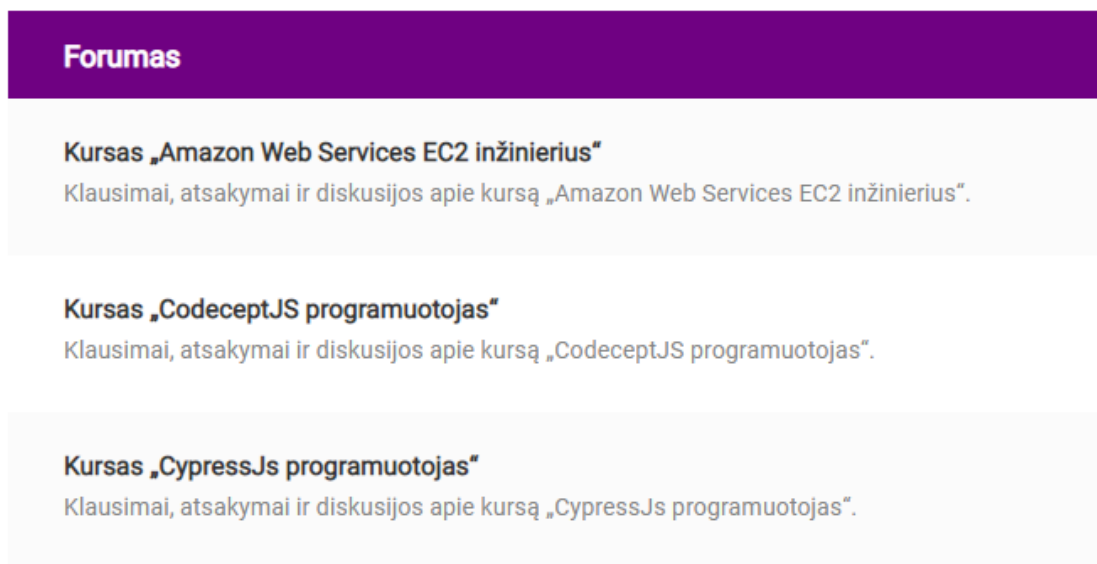 Forumas
Kursas „Amazon Web Services EC2 inžinierius“
Klausimai, atsakymai ir diskusijos apie kursą „Amazon Web Services EC2 inžinierius“.
Kursas „CodeceptJS programuotojas“
Klausimai, atsakymai ir diskusijos apie kursą „CodeceptJS programuotojas“.
Kursas „CypressJs programuotojas“
Klausimai, atsakymai ir diskusijos apie kursą „CypressJs programuotojas“.